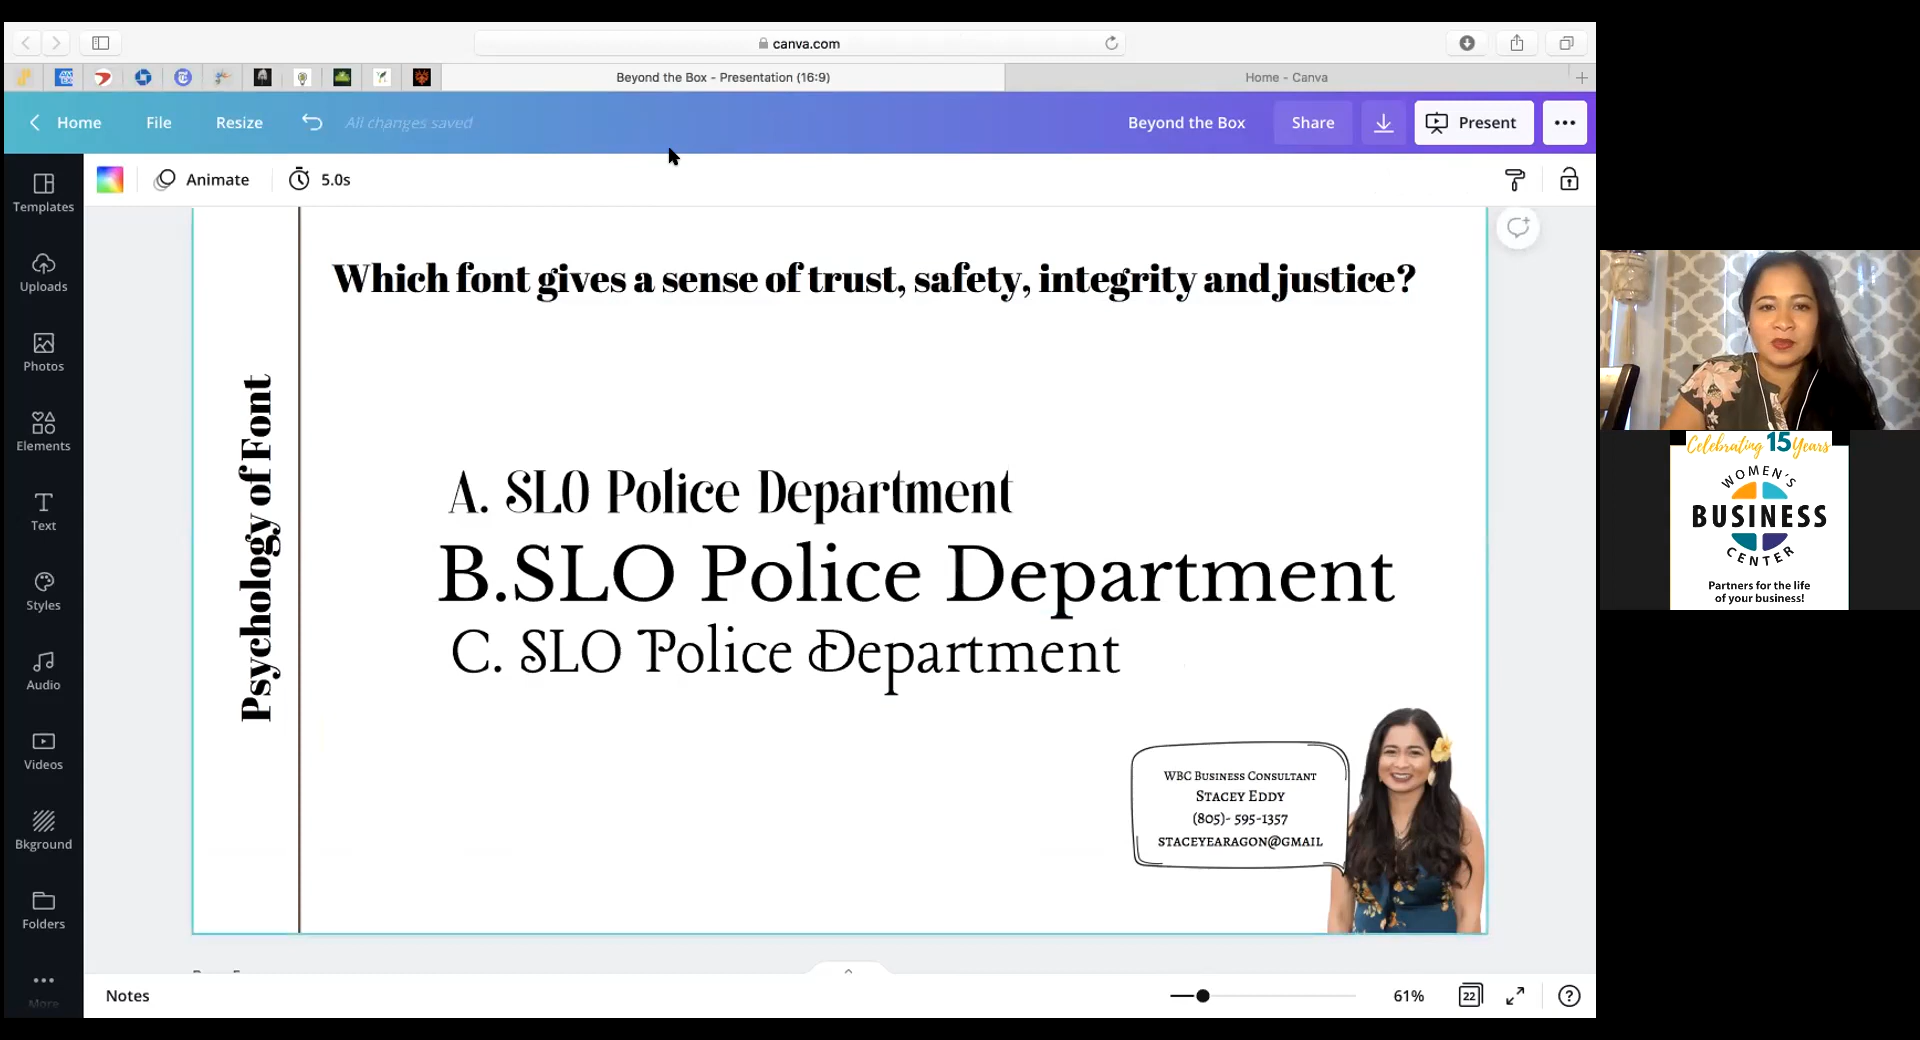 canva.com
Beyond the Box - Presentation (16:9)
Home - Canva
Home
File
Resize
All changes saved
Beyond the Box
Share
Present
Animate
5.0s
Templates
Uploads
Photos
Elements
Text
Styles
Audio
Videos
Bkground
Folders
More
Psychology of Font
Which font gives a sense of trust, safety, integrity and justice?
A. SLO Police Department
B.SLO Police Department
C. SLO Police Department
WBC Business Consultant
Stacey Eddy
(805)- 595-1357
staceyearagon@gmail
Notes
61%
22
Celebrating 15 Years
WOMEN'S
BUSINESS
CENTER
Partners for the life
of your business!